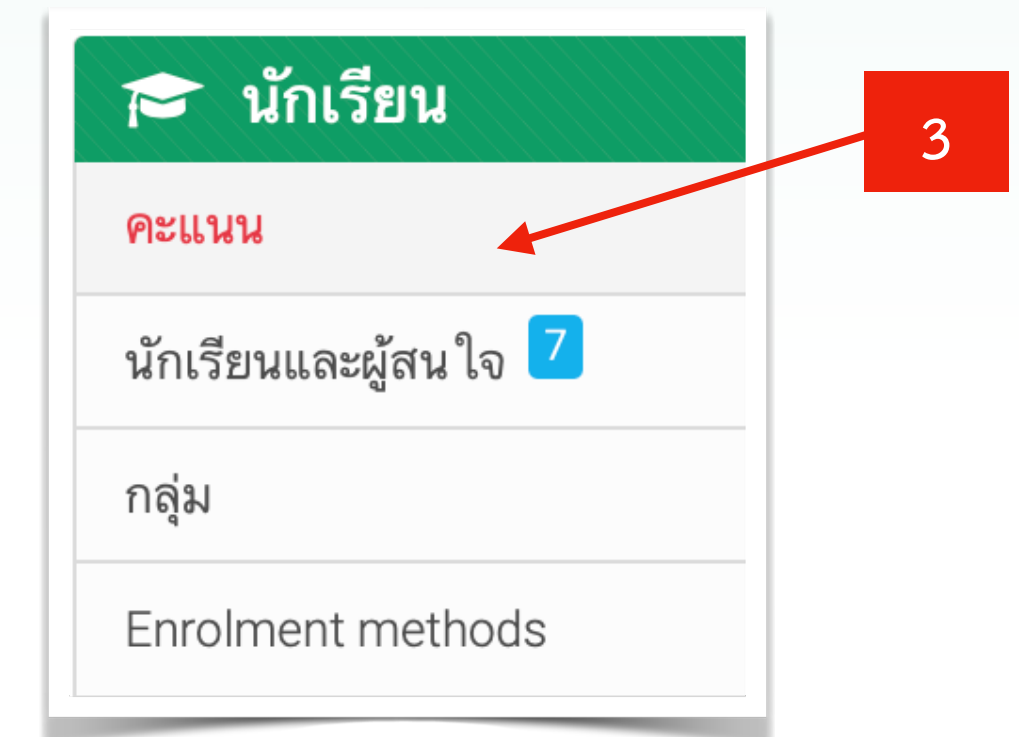 นักเรียน
3
คะแนน
นักเรียนและผู้สนใจ 7
กลุ่ม
Enrolment methods